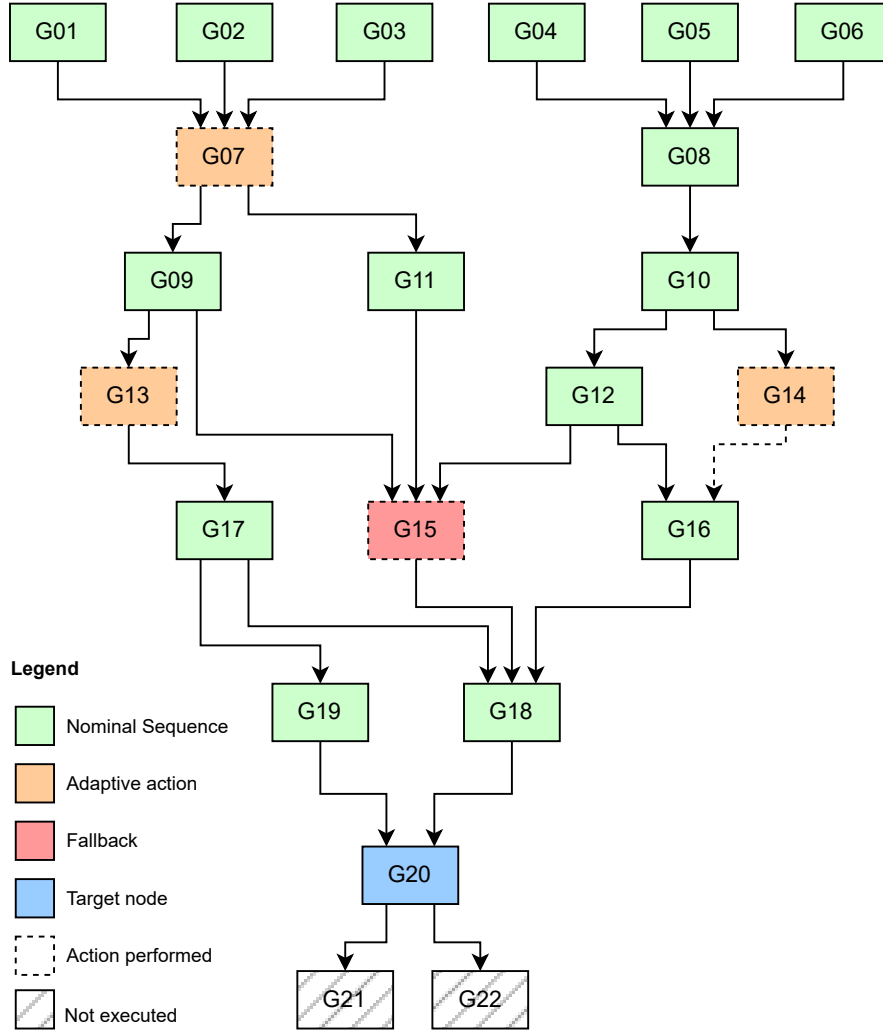 G01 G02 G03 G04 G05 G06
G07 G08
G09 G11 G10
G13 G12 G14
G17 G15 G16
Legend
G19 G18
Nominal Sequence
Adaptive action
Fallback
G20
Target node
Action performed
G21 G22
Not executed